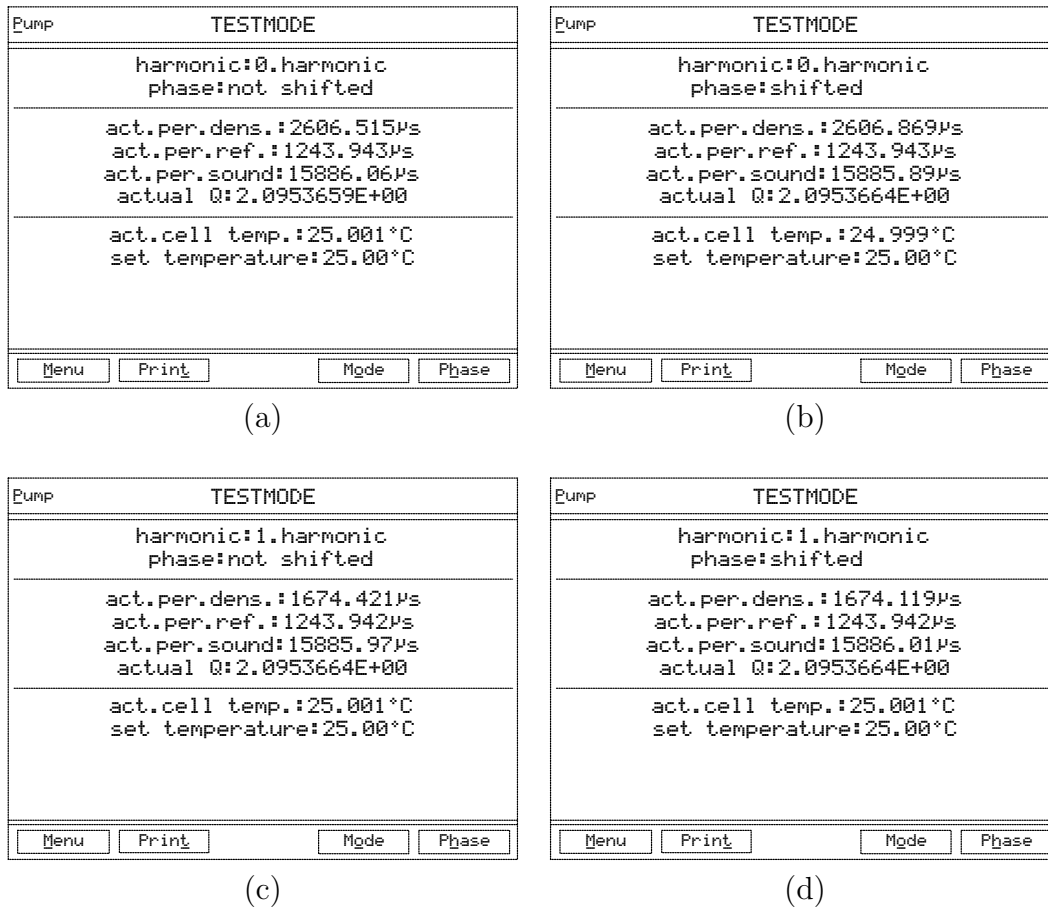 Pump TESTMODE
harmonic:0.harmonic
phase:not shifted
act.per.dens.:2606.515µs
act.per.ref.:1243.943µs
act.per.sound:15886.06µs
actual Q:2.0953659E+00
act.cell temp.:25.001°C
set temperature:25.00°C
Menu Print Mode Phase
(a)
Pump TESTMODE
harmonic:0.harmonic
phase:shifted
act.per.dens.:2606.869µs
act.per.ref.:1243.943µs
act.per.sound:15885.89µs
actual Q:2.0953664E+00
act.cell temp.:24.999°C
set temperature:25.00°C
Menu Print Mode Phase
(b)
Pump TESTMODE
harmonic:1.harmonic
phase:not shifted
act.per.dens.:1674.421µs
act.per.ref.:1243.942µs
act.per.sound:15885.97µs
actual Q:2.0953664E+00
act.cell temp.:25.001°C
set temperature:25.00°C
Menu Print Mode Phase
(c)
Pump TESTMODE
harmonic:1.harmonic
phase:shifted
act.per.dens.:1674.119µs
act.per.ref.:1243.942µs
act.per.sound:15886.01µs
actual Q:2.0953664E+00
act.cell temp.:25.001°C
set temperature:25.00°C
Menu Print Mode Phase
(d)